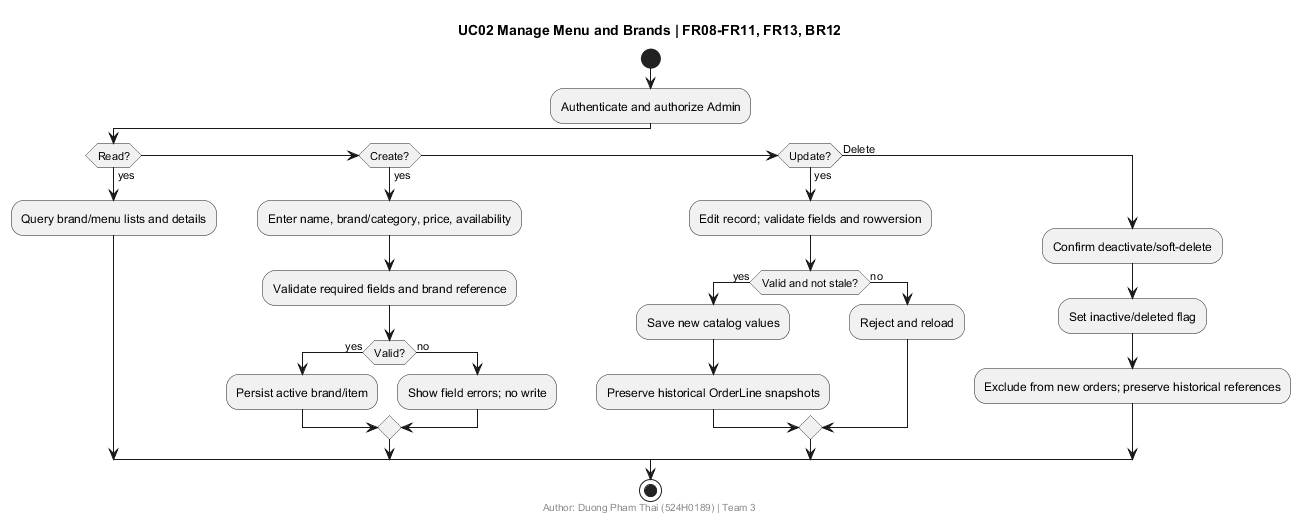 UC02 Manage Menu and Brands | FR08-FR11, FR13, BR12
Authenticate and authorize Admin
Read?
yes
Query brand/menu lists and details
Create?
yes
Enter name, brand/category, price, availability
Validate required fields and brand reference
Valid?
yes
no
Persist active brand/item
Show field errors; no write
Update?
yes
Edit record; validate fields and rowversion
Valid and not stale?
yes
no
Save new catalog values
Preserve historical OrderLine snapshots
Reject and reload
Delete
Confirm deactivate/soft-delete
Set inactive/deleted flag
Exclude from new orders; preserve historical references
Author: Duong Pham Thai (524H0189) | Team 3